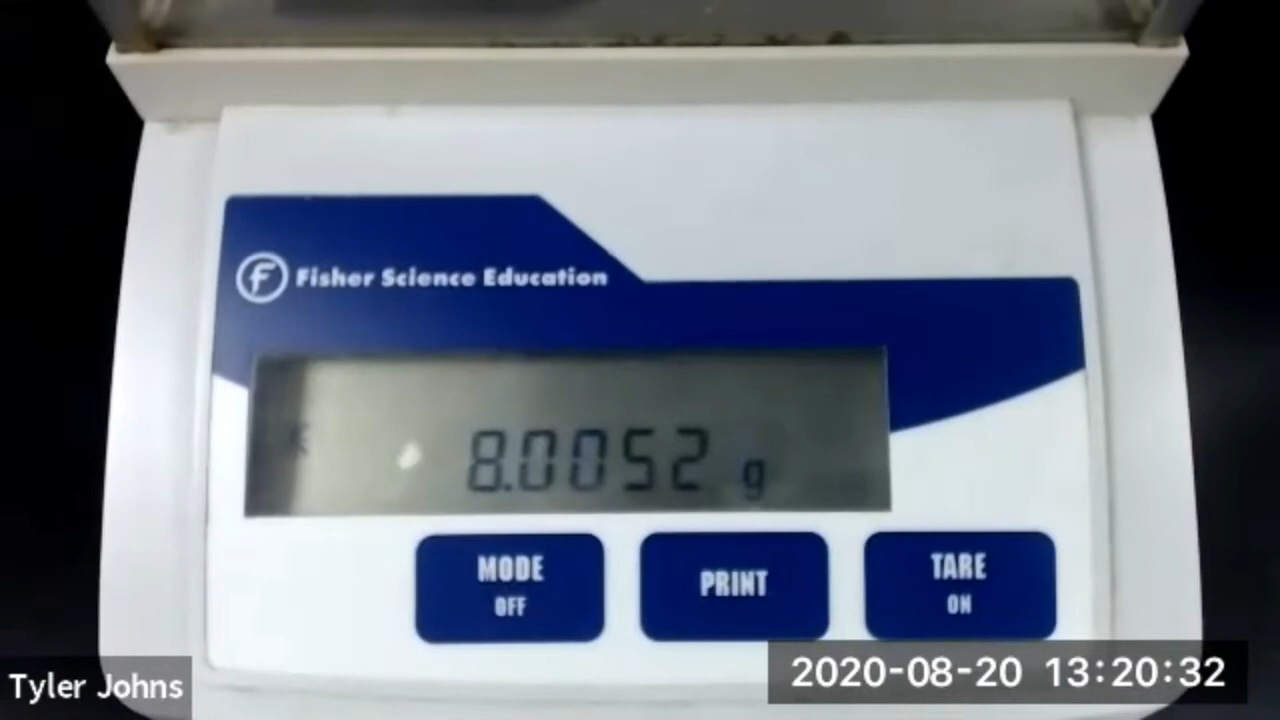 Fisher Science Education
8.0052 g
MODE
OFF
PRINT
TARE
ON
Tyler Johns
2020-08-20 13:20:32